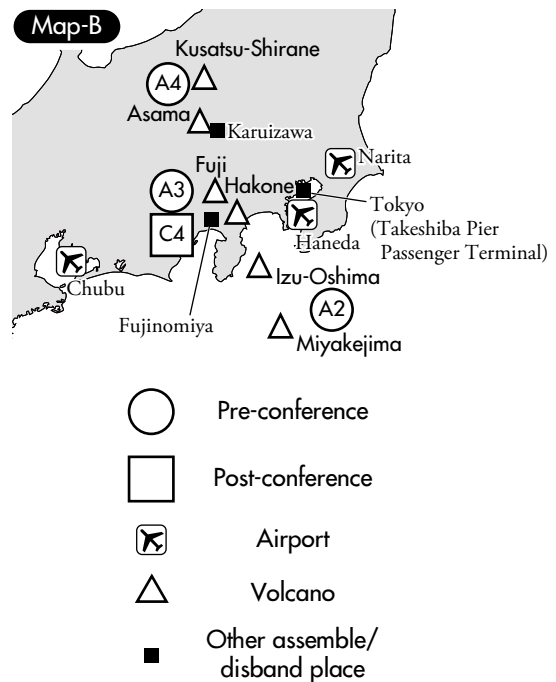 Map-B
Kusatsu-Shirane
A4
Asama
Karuizawa
Narita
Fuji
A3
Hakone
Tokyo
(Takeshiba Pier
Passenger Terminal)
C4
Haneda
Chubu
Izu-Oshima
Fujinomiya
A2
Miyakejima
Pre-conference
Post-conference
Airport
Volcano
Other assemble/
disband place